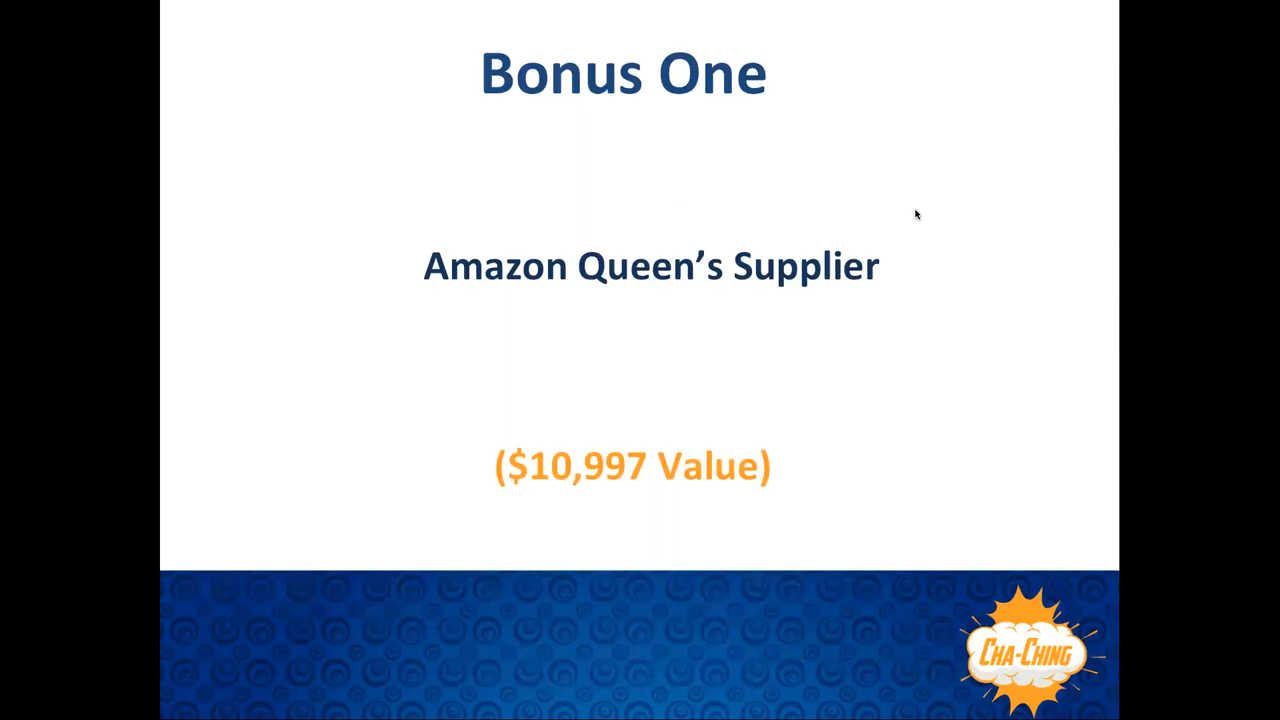 Bonus One
Amazon Queen’s Supplier
($10,997 Value)
CHA-CHING